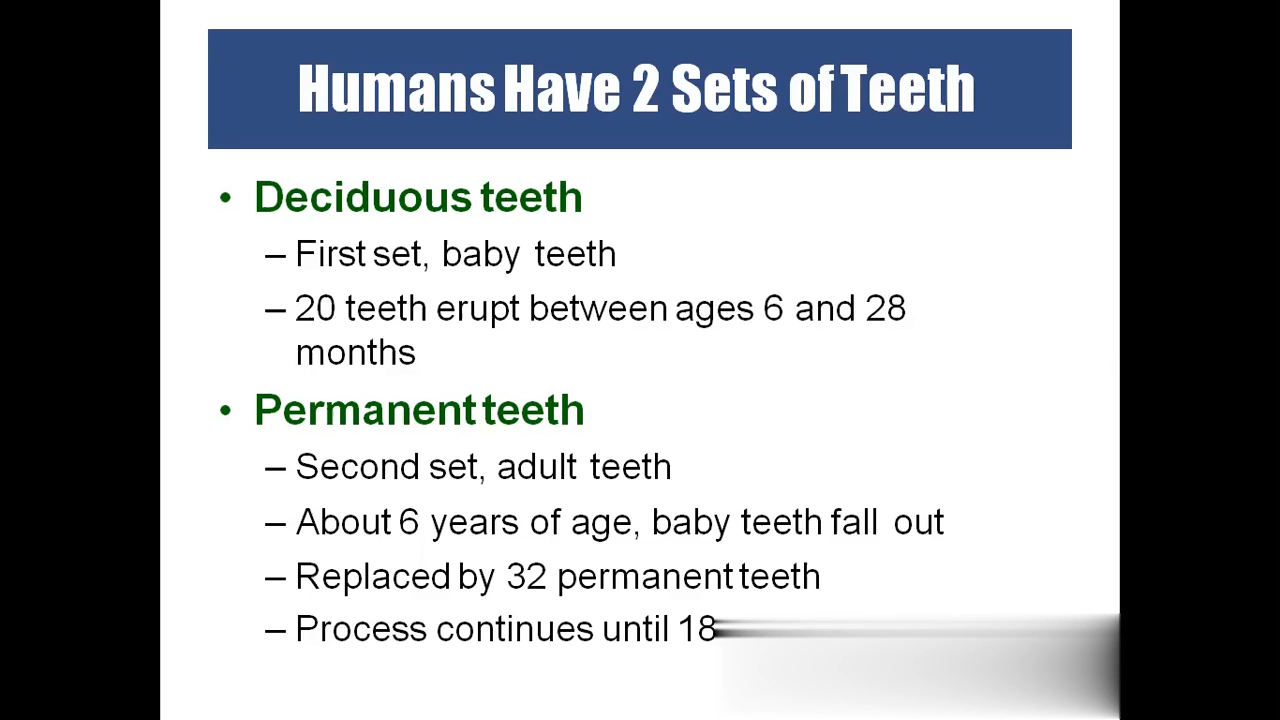 Humans Have 2 Sets of Teeth
• Deciduous teeth
– First set, baby teeth
– 20 teeth erupt between ages 6 and 28
months
• Permanent teeth
– Second set, adult teeth
– About 6 years of age, baby teeth fall out
– Replaced by 32 permanent teeth
– Process continues until 18